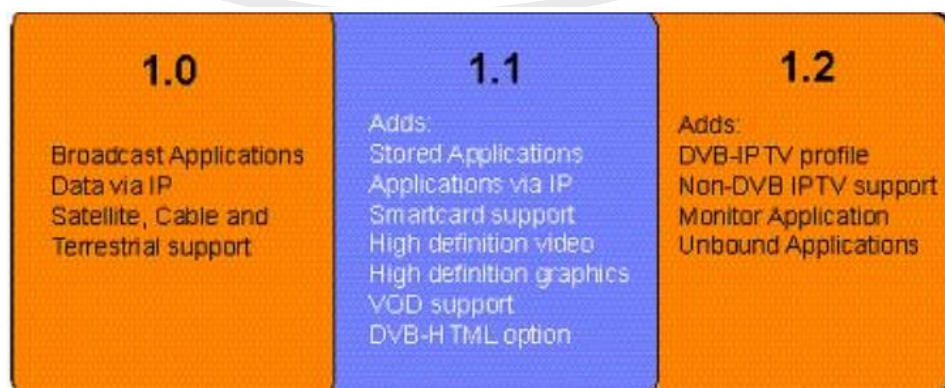 1.0
Broadcast Applications
Data via IP
Satellite, Cable and
Terrestrial support
1.1
Adds:
Stored Applications
Applications via IP
Smartcard support
High definition video
High definition graphics
VOD support
DVB-HTML option
1.2
Adds:
DVB-IPTV profile
Non-DVB IPTV support
Monitor Application
Unbound Applications